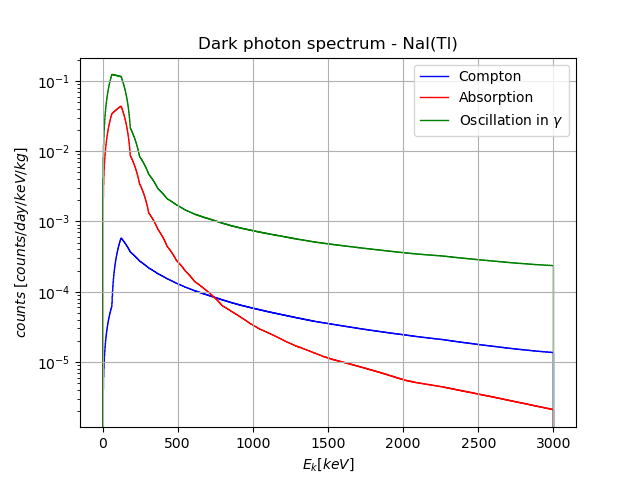 Dark photon spectrum - NaI(Tl)
Compton
Absorption
Oscillation in γ
10⁻¹
10⁻²
10⁻³
10⁻⁴
10⁻⁵
counts [counts/day/keV/kg]
0 500 1000 1500 2000 2500 3000
Eₖ[keV]